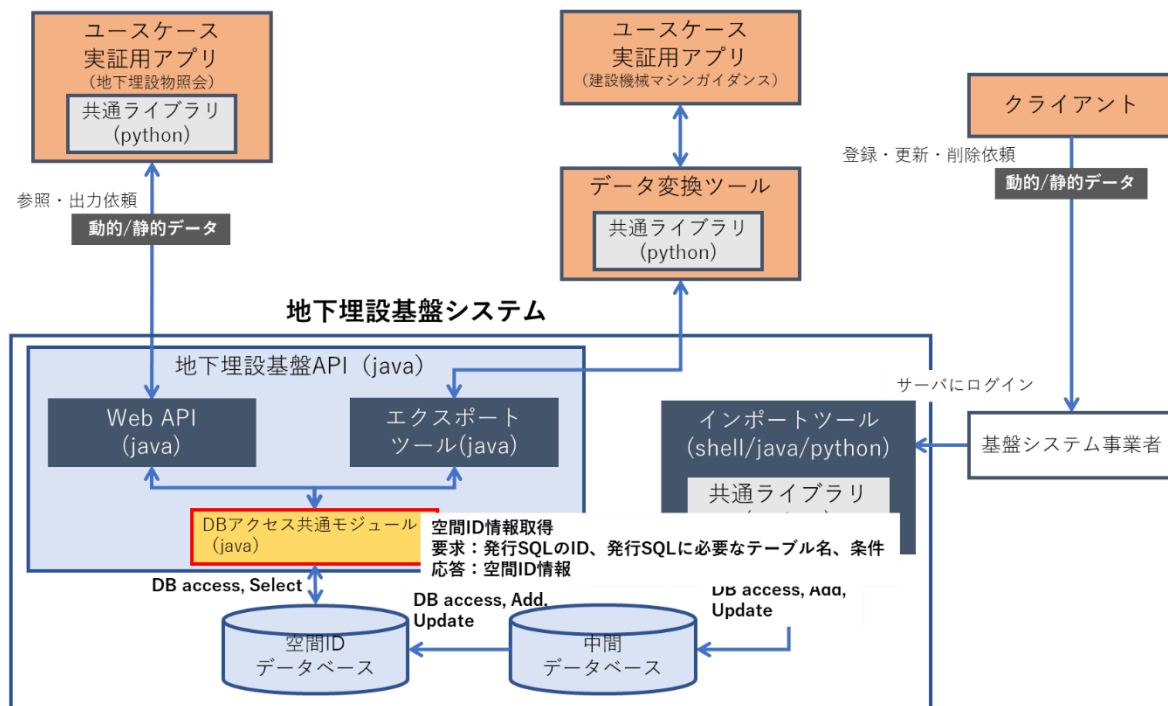 ユースケース
実証用アプリ
(地下埋設物照会)
共通ライブラリ
(python)
ユースケース
実証用アプリ
(建設機械マシンガイダンス)
クライアント
参照・出力依頼
動的/静的データ
データ変換ツール
共通ライブラリ
(python)
登録・更新・削除依頼
動的/静的データ
地下埋設基盤システム
地下埋設基盤API（java）
Web API
(java)
エクスポート
ツール(java)
サーバにログイン
インポートツール
(shell/java/python)
共通ライブラリ
基盤システム事業者
DBアクセス共通モジュール
（java）
空間ID情報取得
要求：発行SQLのID、発行SQLに必要なテーブル名、条件
応答：空間ID情報
DB access, Select
DB access, Add,
Update
DB access, Add,
Update
空間ID
データベース
中間
データベース